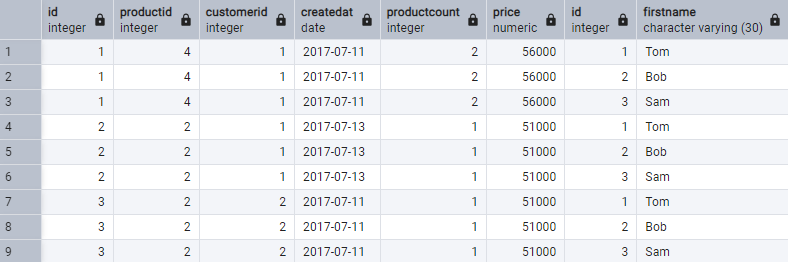 id productid customerid createdat productcount price id firstname
integer integer integer date integer numeric integer character varying (30)
1 1 4 1 2017-07-11 2 56000 1 Tom
2 1 4 1 2017-07-11 2 56000 2 Bob
3 1 4 1 2017-07-11 2 56000 3 Sam
4 2 2 1 2017-07-13 1 51000 1 Tom
5 2 2 1 2017-07-13 1 51000 2 Bob
6 2 2 1 2017-07-13 1 51000 3 Sam
7 3 2 2 2017-07-11 1 51000 1 Tom
8 3 2 2 2017-07-11 1 51000 2 Bob
9 3 2 2 2017-07-11 1 51000 3 Sam